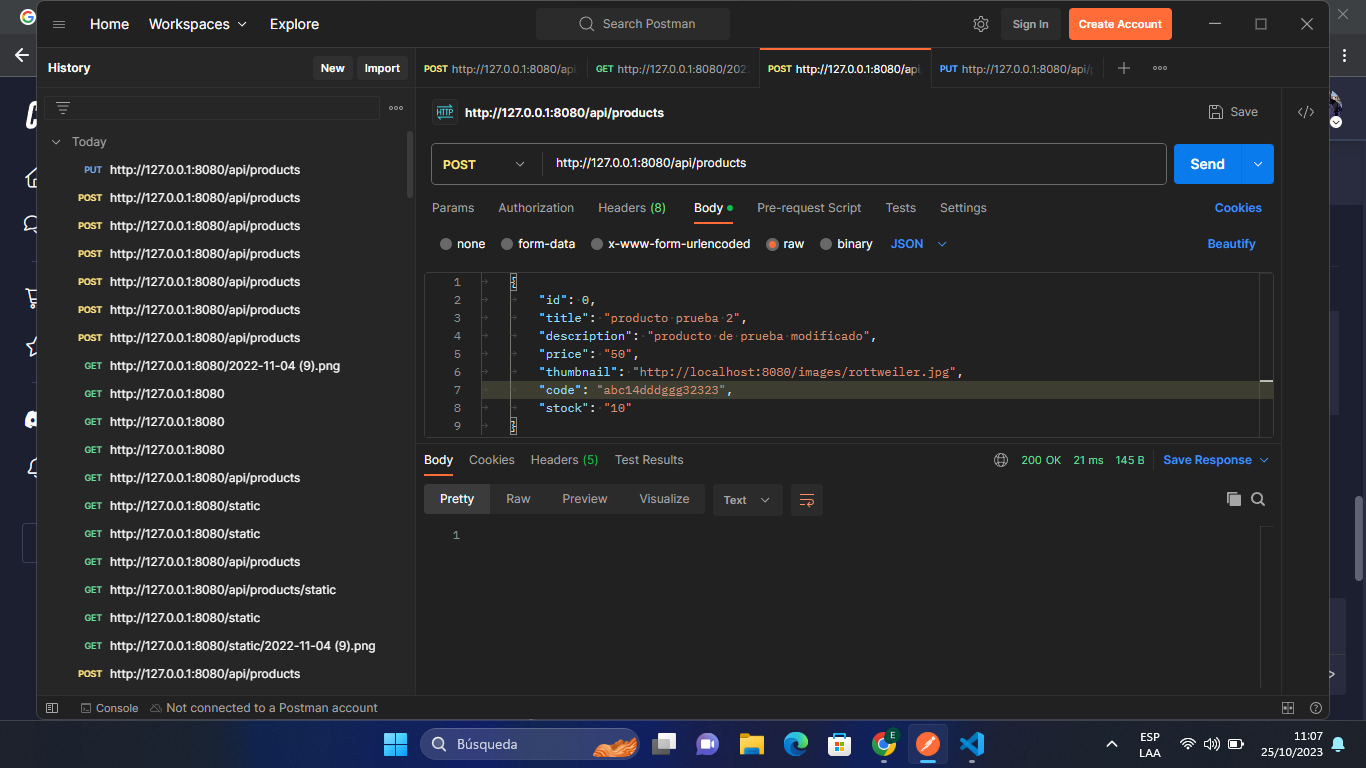 Home
Workspaces
Explore
Search Postman
Sign In
Create Account
History
New
Import
POST http://127.0.0.1:8080/api
GET http://127.0.0.1:8080/202
POST http://127.0.0.1:8080/api
PUT http://127.0.0.1:8080/api/
HTTP
http://127.0.0.1:8080/api/products
Save
POST
http://127.0.0.1:8080/api/products
Send
Params
Authorization
Headers (8)
Body
Pre-request Script
Tests
Settings
Cookies
none
form-data
x-www-form-urlencoded
raw
binary
JSON
Beautify
1 {
2 "id": 0,
3 "title": "producto prueba 2",
4 "description": "producto de prueba modificado",
5 "price": "50",
6 "thumbnail": "http://localhost:8080/images/rottweiler.jpg",
7 "code": "abc14dddggg32323",
8 "stock": "10"
9 }
Body
Cookies
Headers (5)
Test Results
200 OK
21 ms
145 B
Save Response
Pretty
Raw
Preview
Visualize
Text
1
Today
PUT http://127.0.0.1:8080/api/products
POST http://127.0.0.1:8080/api/products
POST http://127.0.0.1:8080/api/products
POST http://127.0.0.1:8080/api/products
POST http://127.0.0.1:8080/api/products
POST http://127.0.0.1:8080/api/products
POST http://127.0.0.1:8080/api/products
GET http://127.0.0.1:8080/2022-11-04 (9).png
GET http://127.0.0.1:8080
GET http://127.0.0.1:8080
GET http://127.0.0.1:8080
GET http://127.0.0.1:8080/api/products
GET http://127.0.0.1:8080/static
GET http://127.0.0.1:8080/static
GET http://127.0.0.1:8080/api/products
GET http://127.0.0.1:8080/api/products/static
GET http://127.0.0.1:8080/static
GET http://127.0.0.1:8080/static/2022-11-04 (9).png
POST http://127.0.0.1:8080/api/products
Console
Not connected to a Postman account
Búsqueda
E
ESP
LAA
11:07
25/10/2023